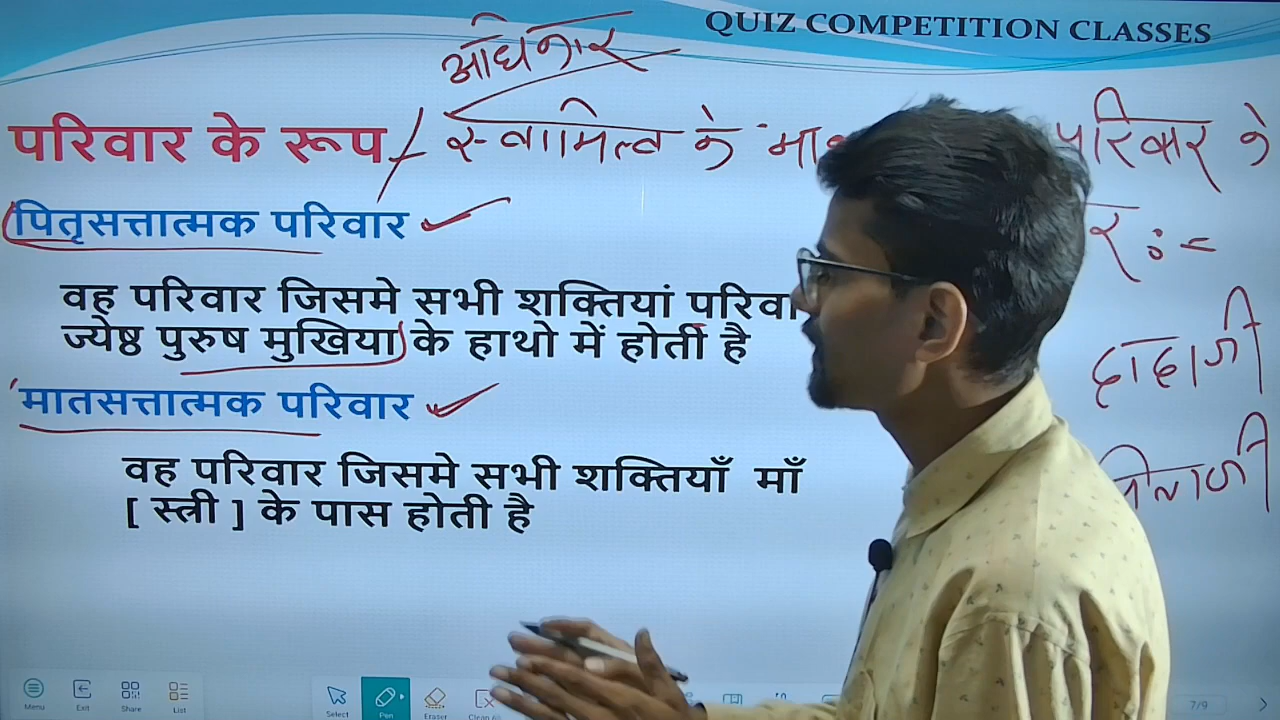 QUIZ COMPETITION CLASSES
अधिकार
परिवार के रूप / स्वामित्व के परिवार के
पितृसत्तात्मक परिवार
वह परिवार जिसमे सभी शक्तियां
ज्येष्ठ पुरुष मुखिया के हाथो में होती है
दादाजी
मातसत्तात्मक परिवार
पिताजी
वह परिवार जिसमे सभी शक्तियाँ माँ
[ स्त्री ] के पास होती है
Menu Exit Share List Select Pen Eraser 7/9